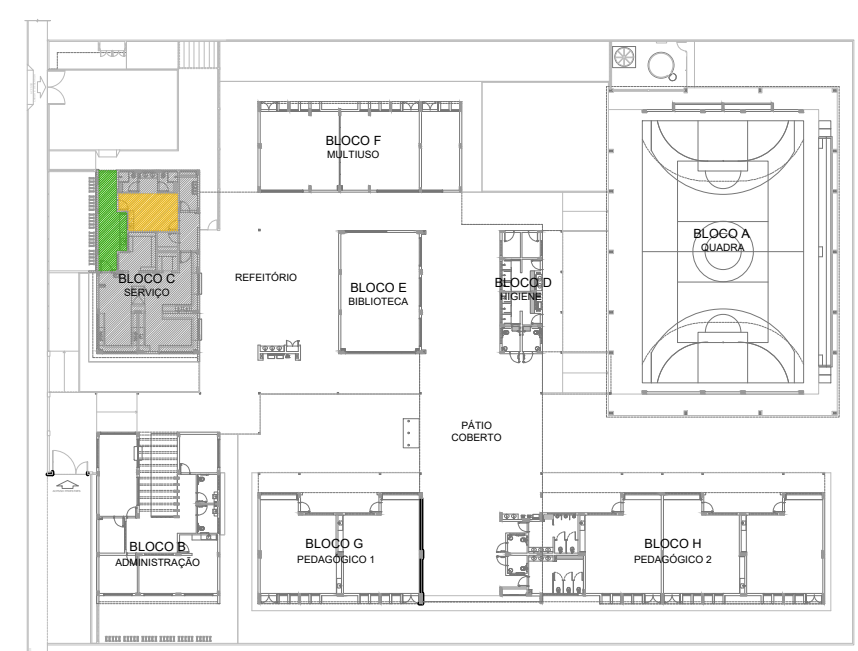 BLOCO F
MULTIUSO
BLOCO A
QUADRA
BLOCO C
SERVIÇO
REFEITÓRIO
BLOCO E
BIBLIOTECA
BLOCO D
HIGIENE
PÁTIO
COBERTO
BLOCO B
ADMINISTRAÇÃO
BLOCO G
PEDAGÓGICO 1
BLOCO H
PEDAGÓGICO 2